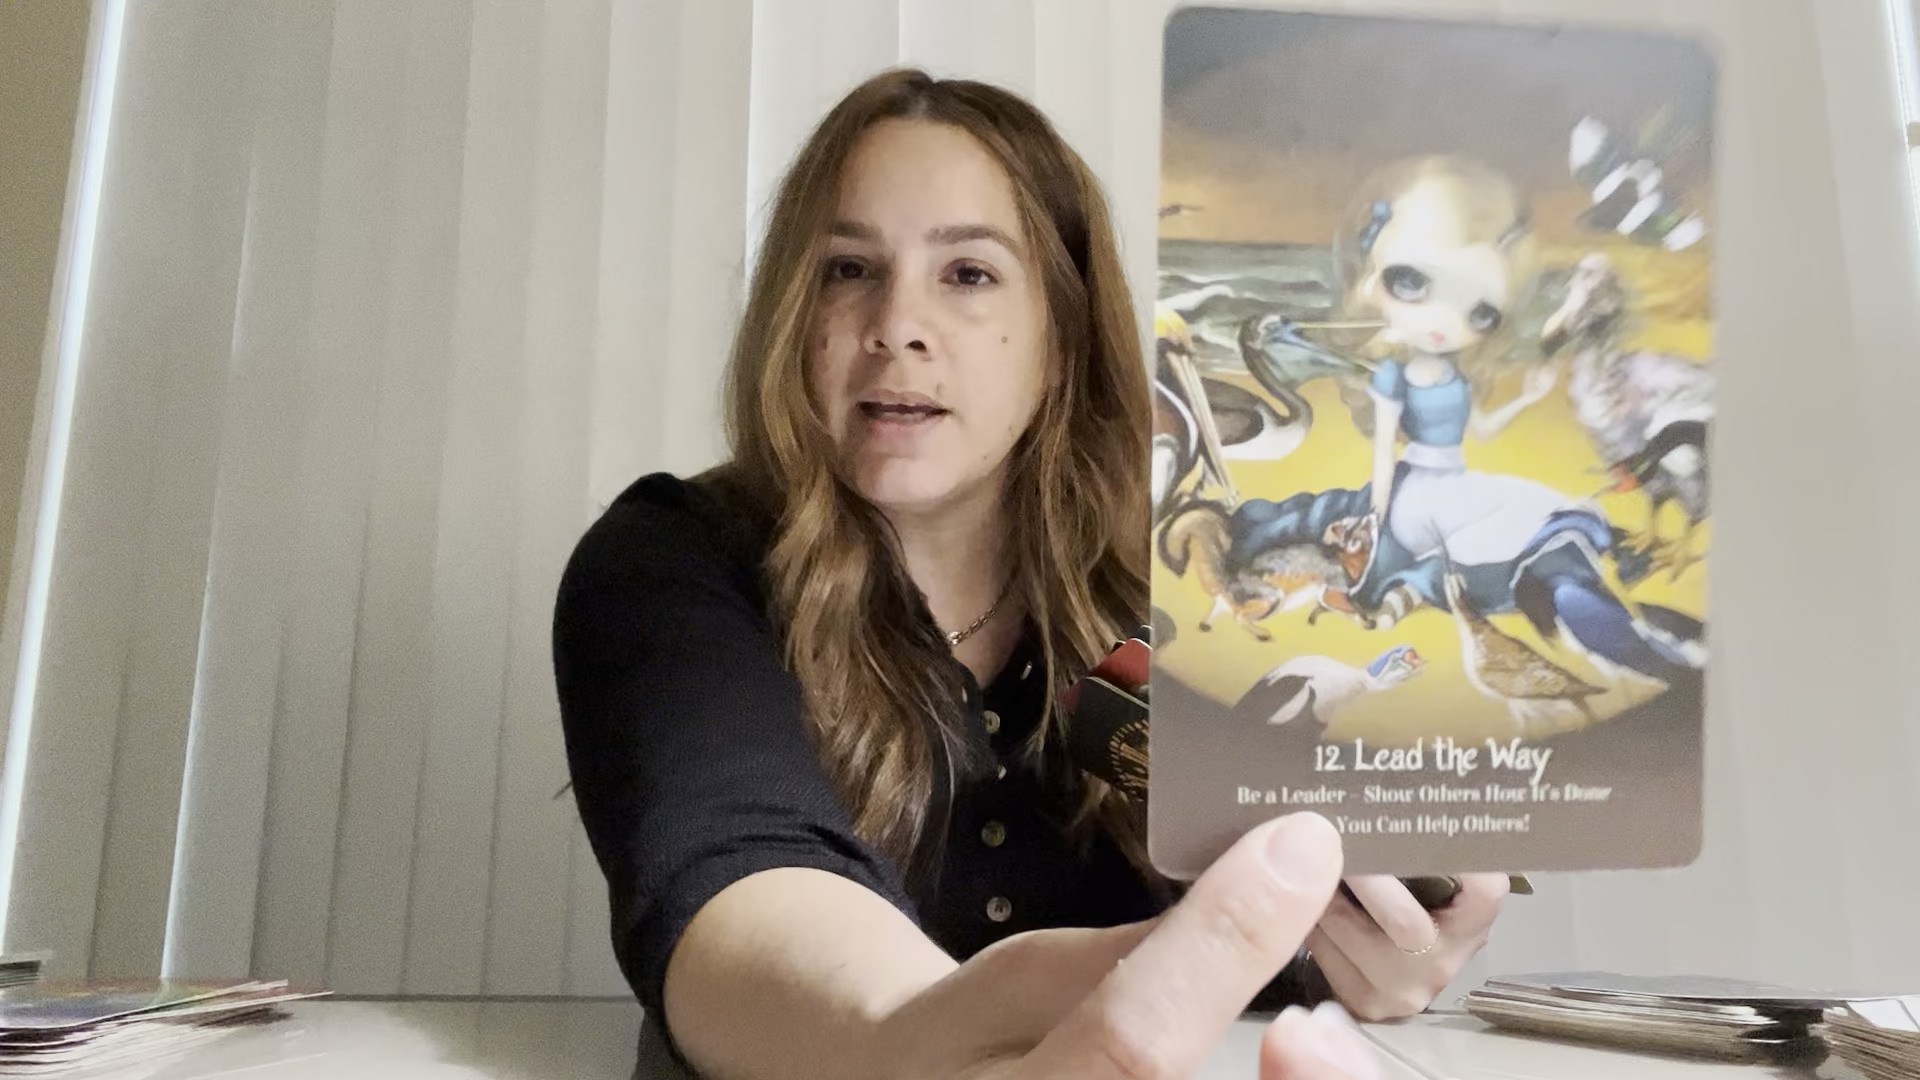 12. Lead the Way
Be a Leader - Show Others How It's Done
You Can Help Others!